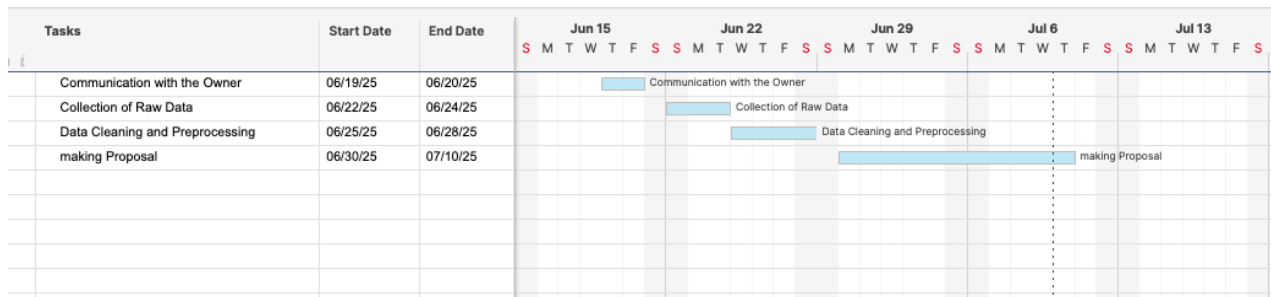 Tasks Start Date End Date Jun 15 Jun 22 Jun 29 Jul 6 Jul 13
S M T W T F S S M T W T F S S M T W T F S S M T W T F S S M T W T F S
i
Communication with the Owner 06/19/25 06/20/25 Communication with the Owner
Collection of Raw Data 06/22/25 06/24/25 Collection of Raw Data
Data Cleaning and Preprocessing 06/25/25 06/28/25 Data Cleaning and Preprocessing
making Proposal 06/30/25 07/10/25 making Proposal